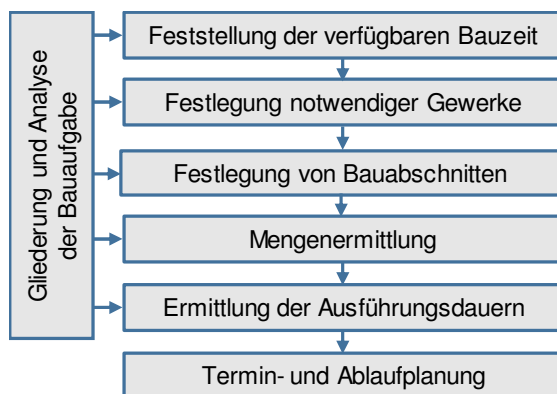 Gliederung und Analyse
der Bauaufgabe
Feststellung der verfügbaren Bauzeit
Festlegung notwendiger Gewerke
Festlegung von Bauabschnitten
Mengenermittlung
Ermittlung der Ausführungsdauern
Termin- und Ablaufplanung